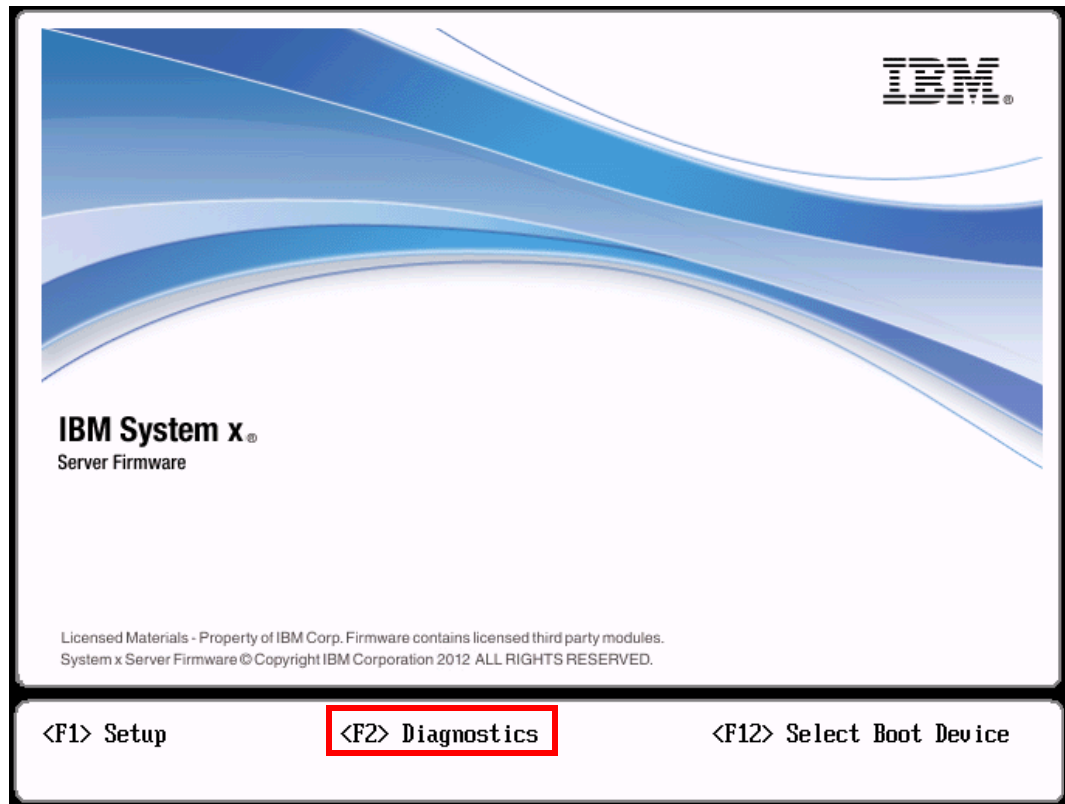 IBM®
IBM System x®
Server Firmware
Licensed Materials - Property of IBM Corp. Firmware contains licensed third party modules.
System x Server Firmware © Copyright IBM Corporation 2012 ALL RIGHTS RESERVED.
<F1> Setup <F2> Diagnostics <F12> Select Boot Device